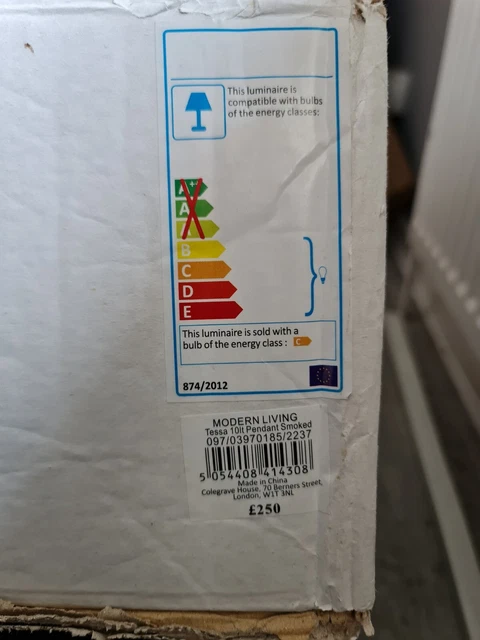 This luminaire is
compatible with bulbs
of the energy classes:
A++
A+
A
B
C
D
E
This luminaire is sold with a
bulb of the energy class : C
874/2012
MODERN LIVING
Tessa 10lt Pendant Smoked
097/03970185/2237
5 054408 414308
Made in China
Colegrave House, 70 Berners Street,
London, W1T 3NL
£250